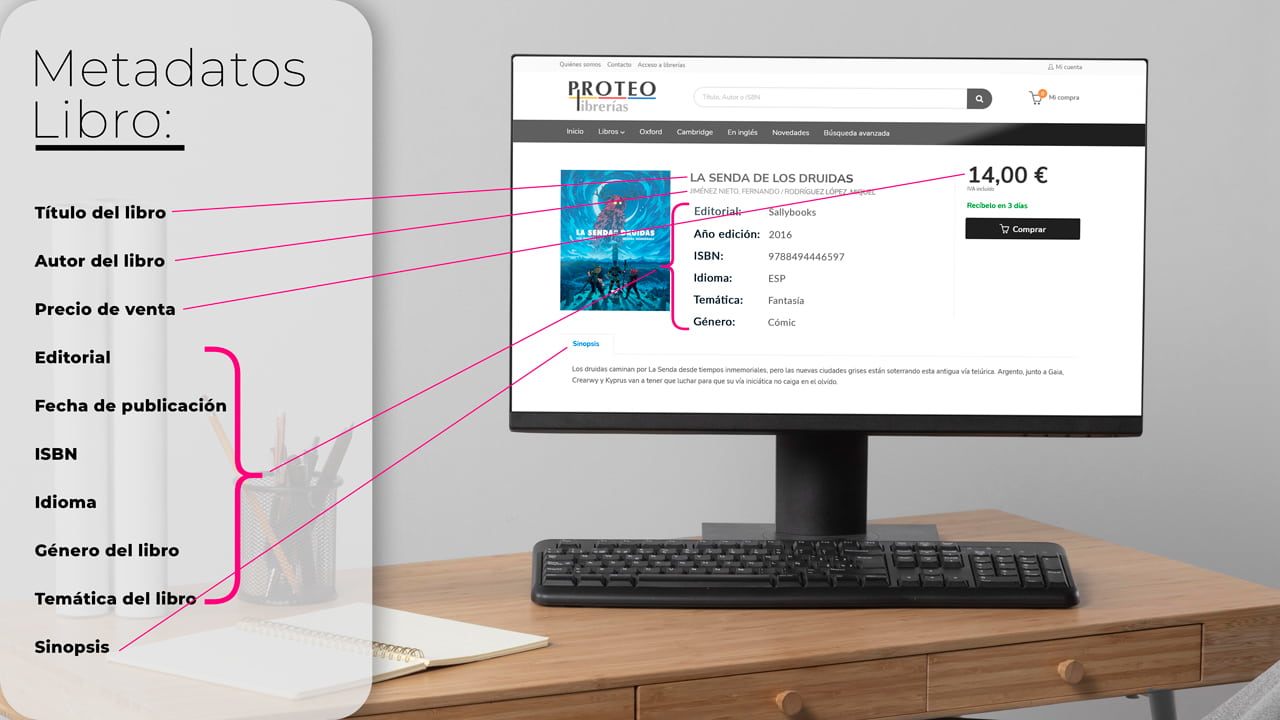 Metadatos
Libro:
Título del libro
Autor del libro
Precio de venta
Editorial
Fecha de publicación
ISBN
Idioma
Género del libro
Temática del libro
Sinopsis
Quiénes somos Contacto Acceso a librerías
Mi cuenta
PROTEO
librerías
Título, Autor o ISBN
0
Mi compra
Inicio Libros Oxford Cambridge En inglés Novedades Búsqueda avanzada
LA SENDA DE LOS DRUIDAS
JIMÉNEZ NIETO, FERNANDO / RODRÍGUEZ LÓPEZ, MIGUEL
Editorial: Sallybooks
Año edición: 2016
ISBN: 9788494446597
Idioma: ESP
Temática: Fantasía
Género: Cómic
14,00 €
IVA incluido
Recíbelo en 3 días
Comprar
LA SENDA DRUIDAS
Sinopsis
Los druidas caminan por La Senda desde tiempos inmemoriales, pero las nuevas ciudades grises están soterrando esta antigua vía telúrica. Argento, junto a Gaia,
Crearwy y Kyprus van a tener que luchar para que su vía iniciática no caiga en el olvido.